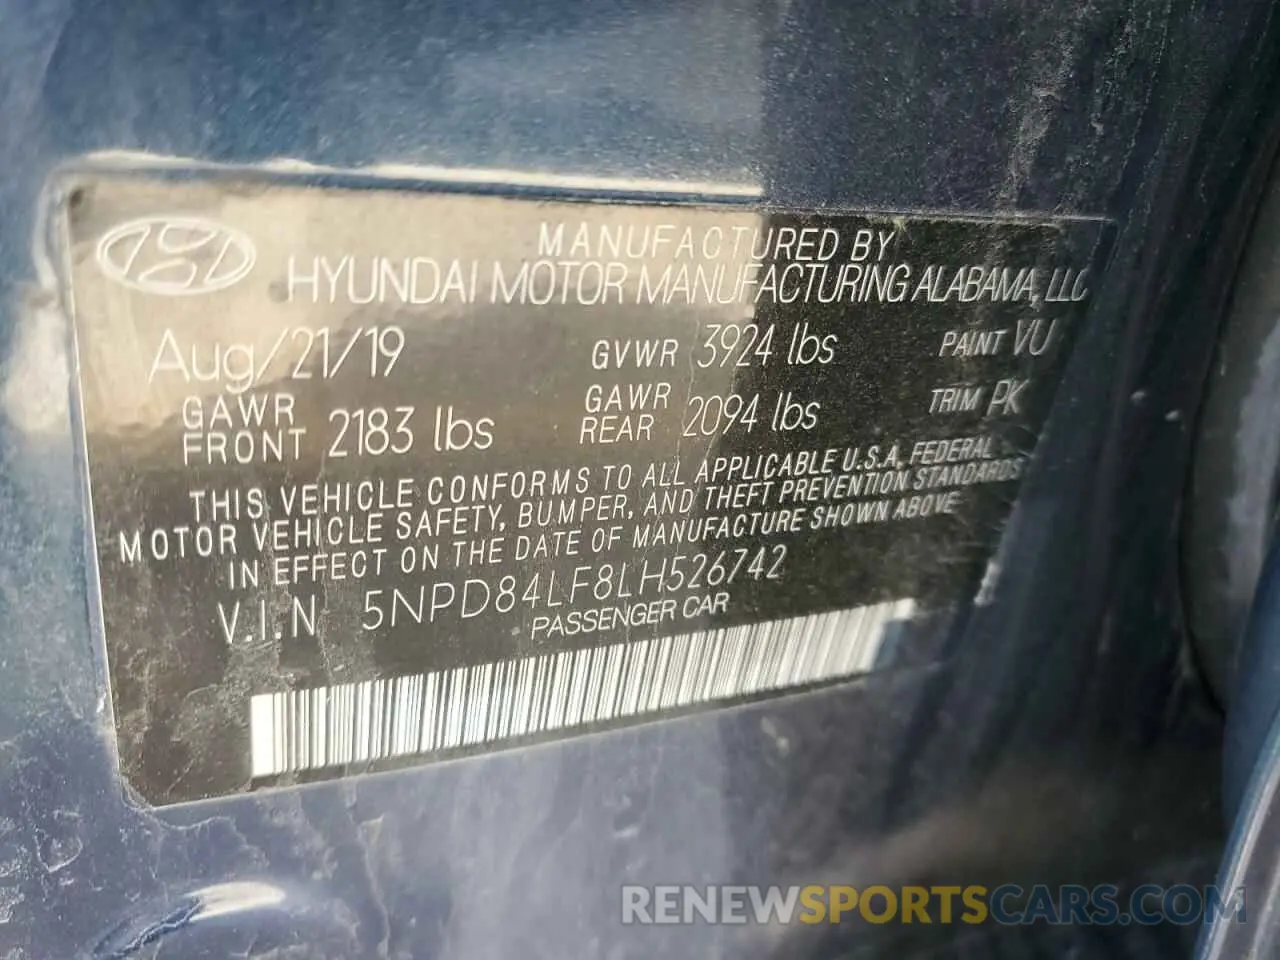 MANUFACTURED BY
HYUNDAI MOTOR MANUFACTURING ALABAMA, LLC
Aug/21/19 GVWR 3924 lbs PAINT VU
GAWR FRONT 2183 lbs GAWR REAR 2094 lbs TRIM PK
THIS VEHICLE CONFORMS TO ALL APPLICABLE U.S.A. FEDERAL
MOTOR VEHICLE SAFETY, BUMPER, AND THEFT PREVENTION STANDARDS
IN EFFECT ON THE DATE OF MANUFACTURE SHOWN ABOVE
V.I.N 5NPD84LF8LH526742
PASSENGER CAR
RENEWSPORTSCARS.COM